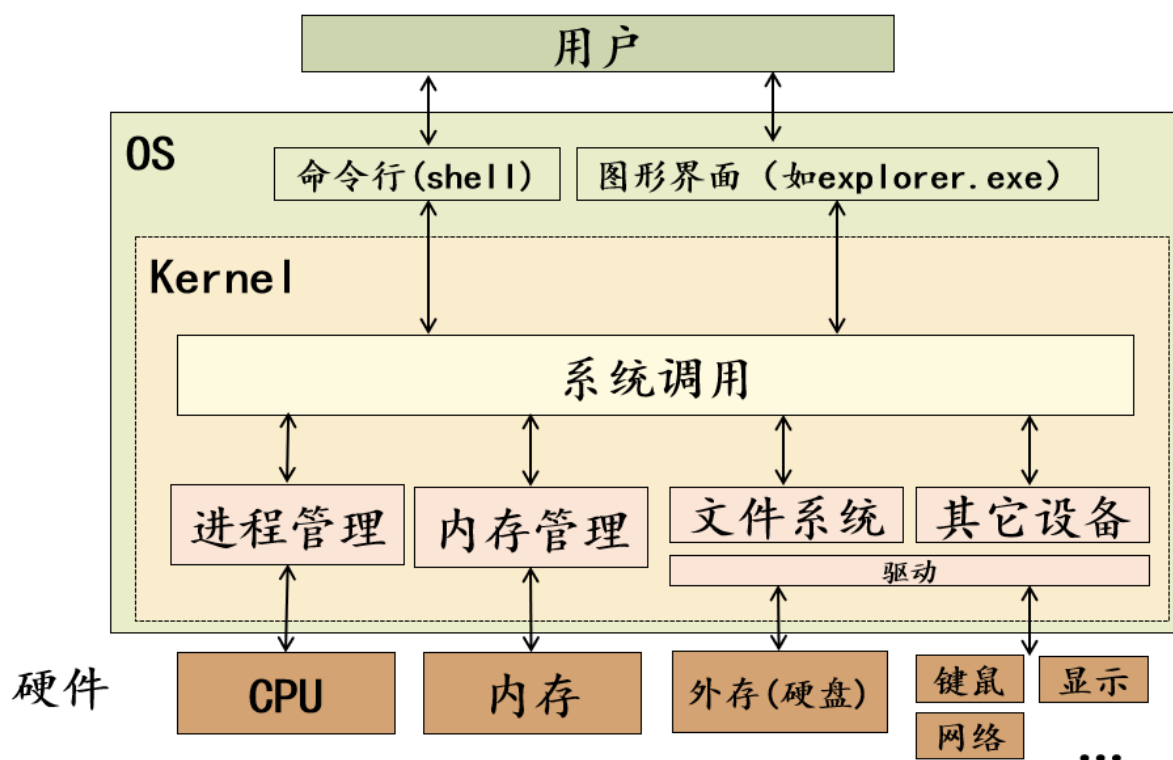 用户
OS
命令行(shell)
图形界面（如explorer.exe）
Kernel
系统调用
进程管理
内存管理
文件系统
其它设备
驱动
硬件
CPU
内存
外存(硬盘)
键鼠
显示
网络
...